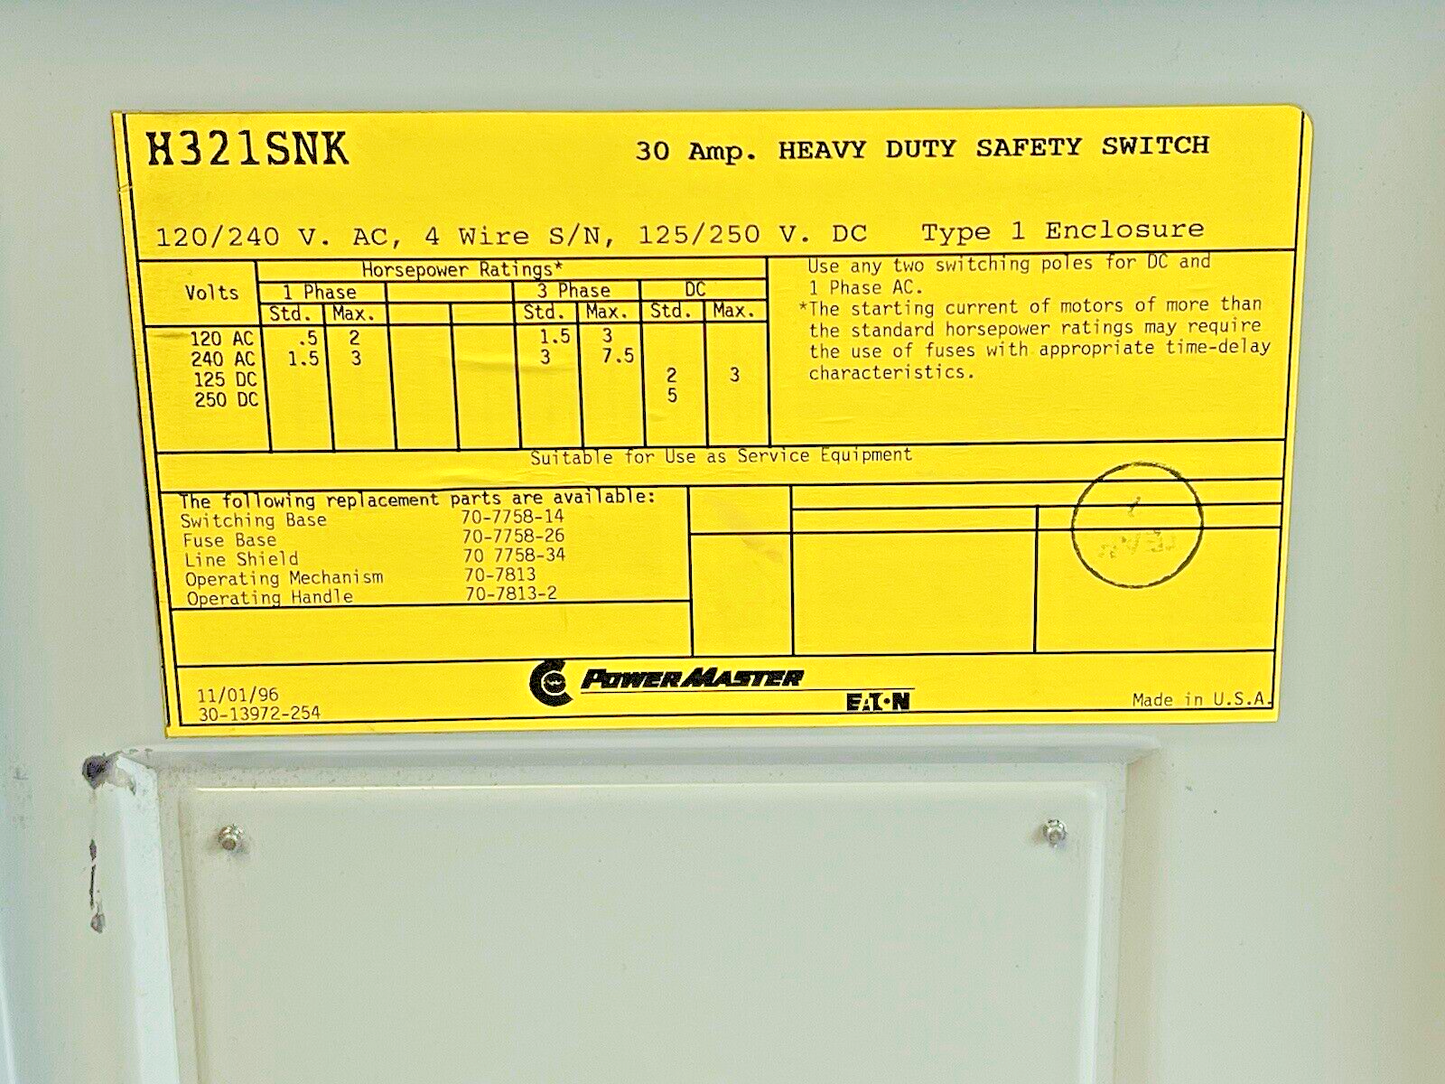 H321SNK 30 Amp. HEAVY DUTY SAFETY SWITCH
120/240 V. AC, 4 Wire S/N, 125/250 V. DC Type 1 Enclosure
Volts Horsepower Ratings*
1 Phase 3 Phase DC
Std. Max. Std. Max. Std. Max.
120 AC .5 2 1.5 3
240 AC 1.5 3 3 7.5
125 DC 2 3
250 DC 5
Use any two switching poles for DC and
1 Phase AC.
*The starting current of motors of more than
the standard horsepower ratings may require
the use of fuses with appropriate time-delay
characteristics.
Suitable for Use as Service Equipment
The following replacement parts are available:
Switching Base 70-7758-14
Fuse Base 70-7758-26
Line Shield 70 7758-34
Operating Mechanism 70-7813
Operating Handle 70-7813-2
11/01/96
30-13972-254
POWERMASTER
EATON
Made in U.S.A.